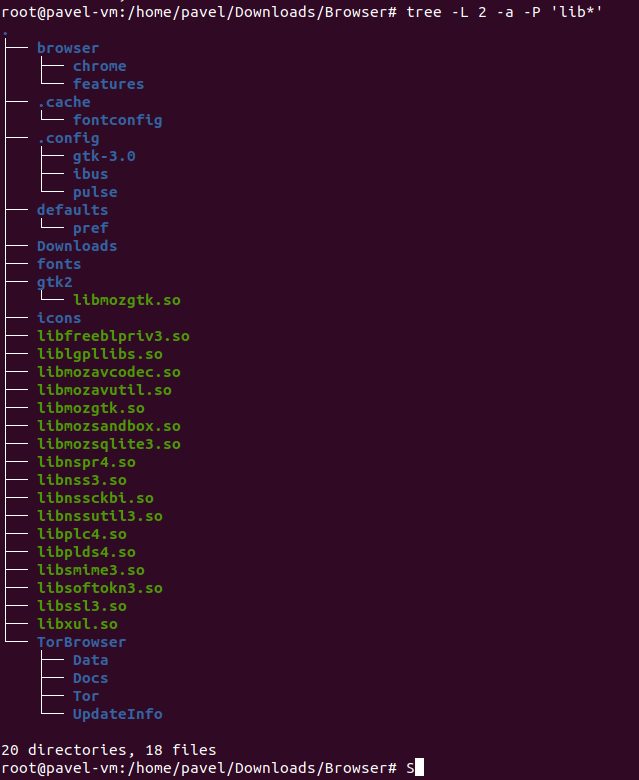 root@pavel-vm:/home/pavel/Downloads/Browser# tree -L 2 -a -P 'lib*'
.
├── browser
│   ├── chrome
│   └── features
├── .cache
│   └── fontconfig
├── .config
│   ├── gtk-3.0
│   ├── ibus
│   └── pulse
├── defaults
│   └── pref
├── Downloads
├── fonts
├── gtk2
│   └── libmozgtk.so
├── icons
├── libfreeblpriv3.so
├── liblgpllibs.so
├── libmozavcodec.so
├── libmozavutil.so
├── libmozgtk.so
├── libmozsandbox.so
├── libmozsqlite3.so
├── libnspr4.so
├── libnss3.so
├── libnssckbi.so
├── libnssutil3.so
├── libplc4.so
├── libplds4.so
├── libsmime3.so
├── libsoftokn3.so
├── libssl3.so
├── libxul.so
└── TorBrowser
    ├── Data
    ├── Docs
    ├── Tor
    └── UpdateInfo

20 directories, 18 files
root@pavel-vm:/home/pavel/Downloads/Browser# S